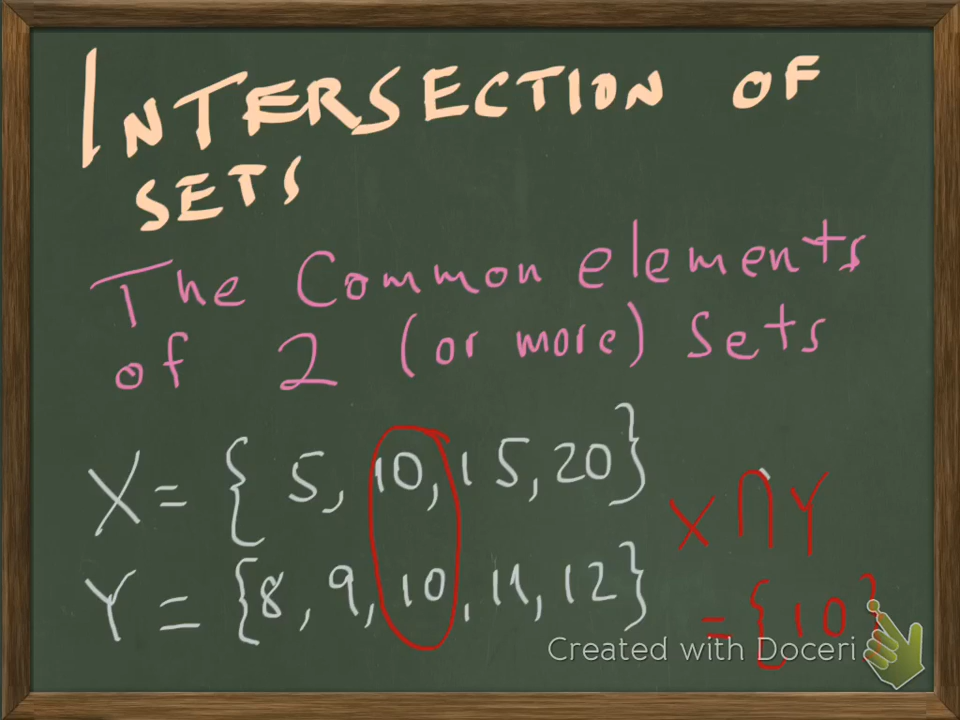 INTERSECTION OF
SETS
The Common elements
of 2 (or more) Sets
X = { 5, 10, 15, 20}
Y = {8, 9, 10, 11, 12}
X ∩ Y
= {10}
Created with Doceri